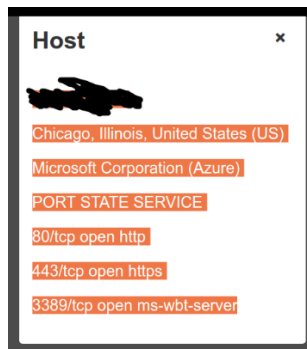 Host ×
Chicago, Illinois, United States (US)
Microsoft Corporation (Azure)
PORT STATE SERVICE
80/tcp open http
443/tcp open https
3389/tcp open ms-wbt-server